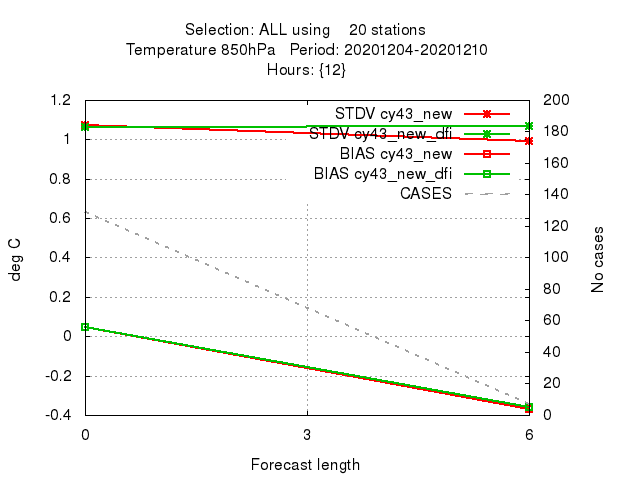 Selection: ALL using 20 stations
Temperature 850hPa Period: 20201204-20201210
Hours: {12}
1.2
1
0.8
0.6
0.4
0.2
0
-0.2
-0.4
deg C
STDV cy43_new
STDV cy43_new_dfi
BIAS cy43_new
BIAS cy43_new_dfi
CASES
200
180
160
140
120
100
80
60
40
20
0
No cases
0 3 6
Forecast length